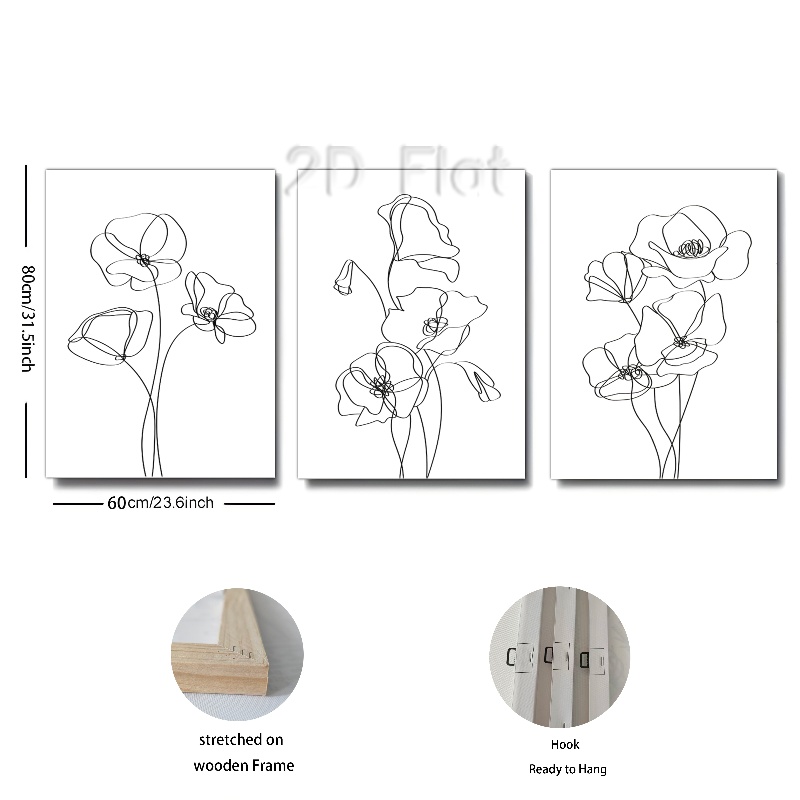 2D Flat
80cm/31.5inch
60cm/23.6inch
stretched on
wooden Frame
Hook
Ready to Hang